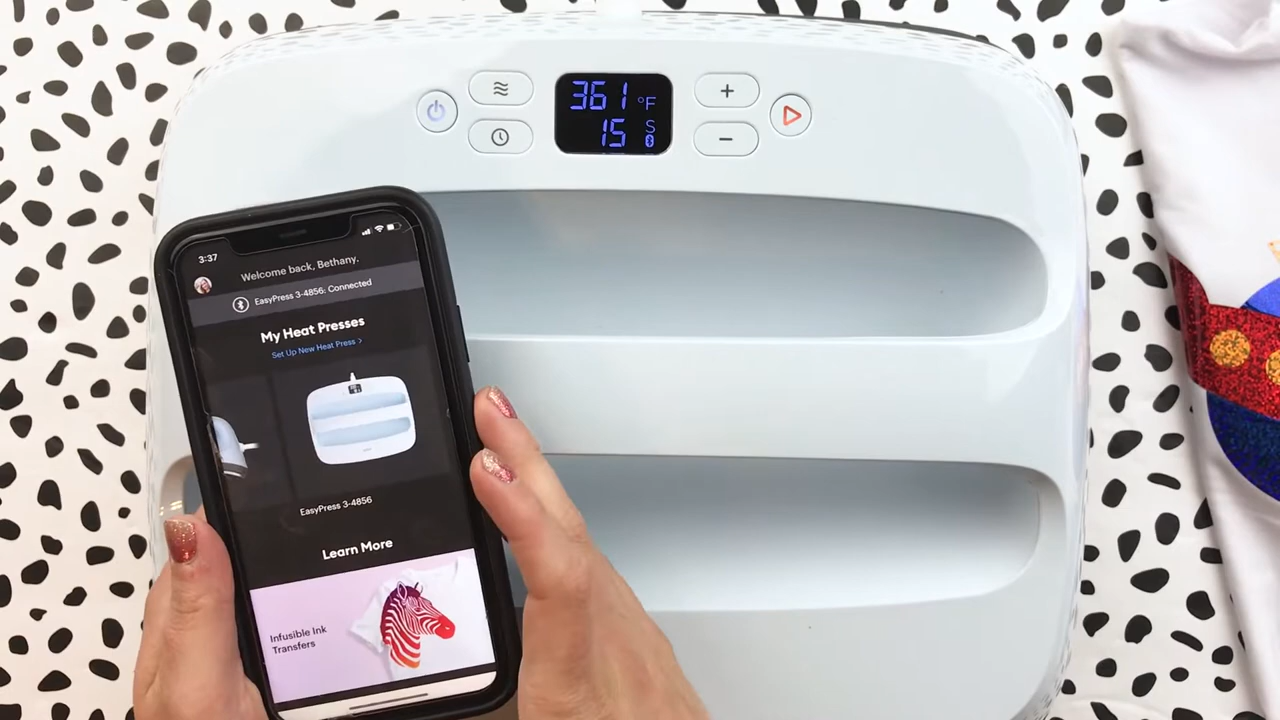 361 °F
15 S
3:37
Welcome back, Bethany.
EasyPress 3-4856: Connected
My Heat Presses
Set Up New Heat Press >
EasyPress 3-4856
Learn More
Infusible Ink
Transfers